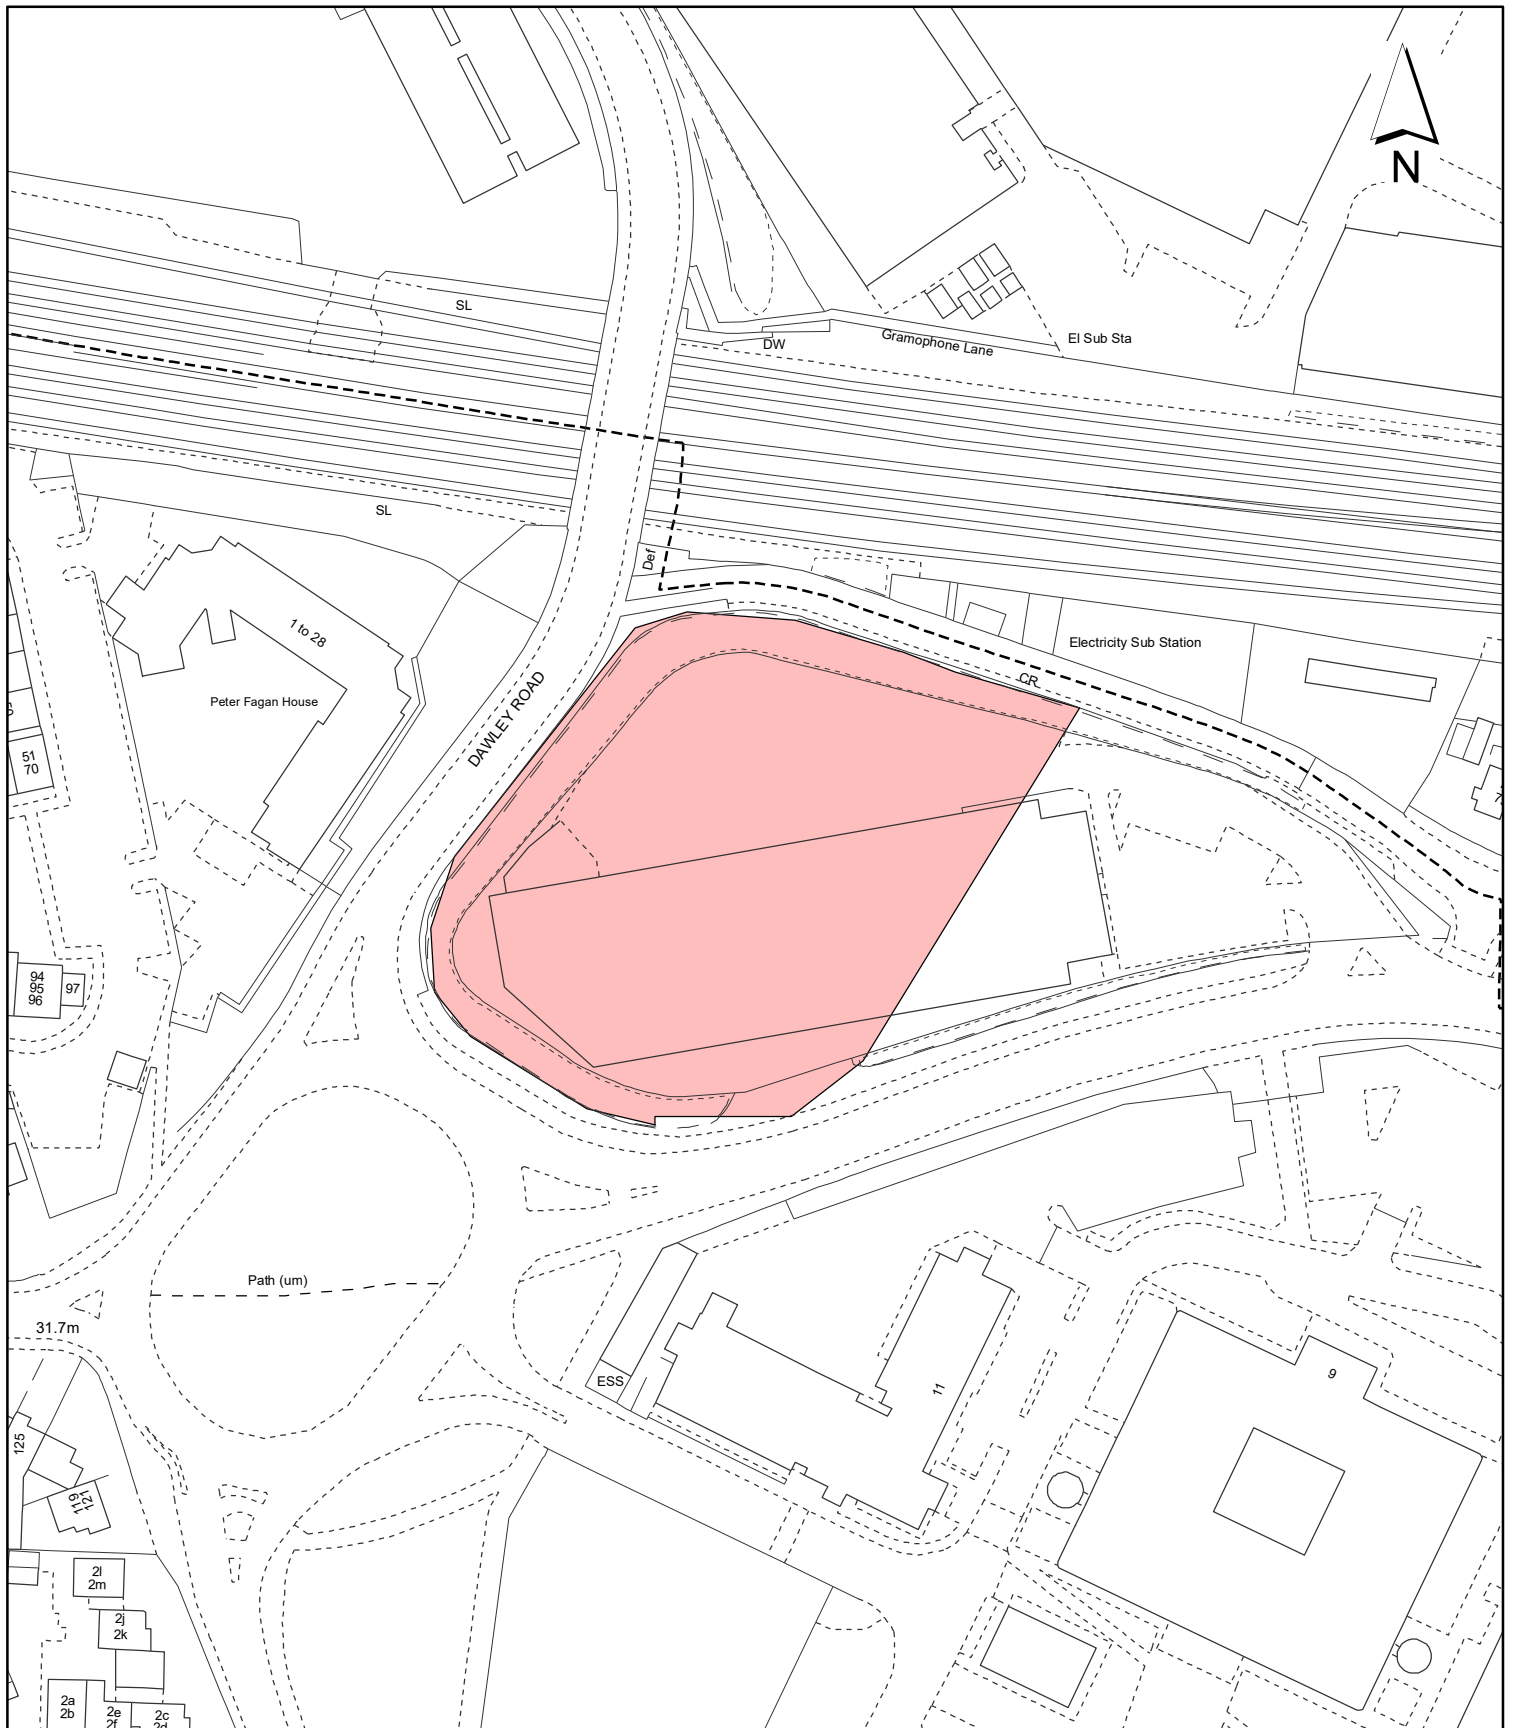 N
SL
DW
Gramophone Lane
El Sub Sta
SL
Def
1 to 28
Electricity Sub Station
CR
Peter Fagan House
DAWLEY ROAD
51
70
7
94
95
96
97
Path (um)
31.7m
ESS
11
9
125
119
121
2l
2m
2j
2k
2a
2b
2e
2f
2c
2d